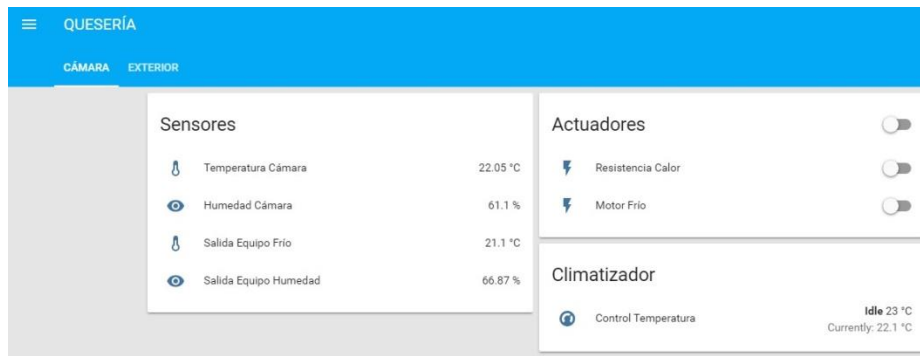 QUESERÍA
CÁMARA EXTERIOR
Sensores
Temperatura Cámara 22.05 °C
Humedad Cámara 61.1 %
Salida Equipo Frío 21.1 °C
Salida Equipo Humedad 66.87 %
Actuadores
Resistencia Calor
Motor Frío
Climatizador
Control Temperatura Idle 23 °C
Currently: 22.1 °C